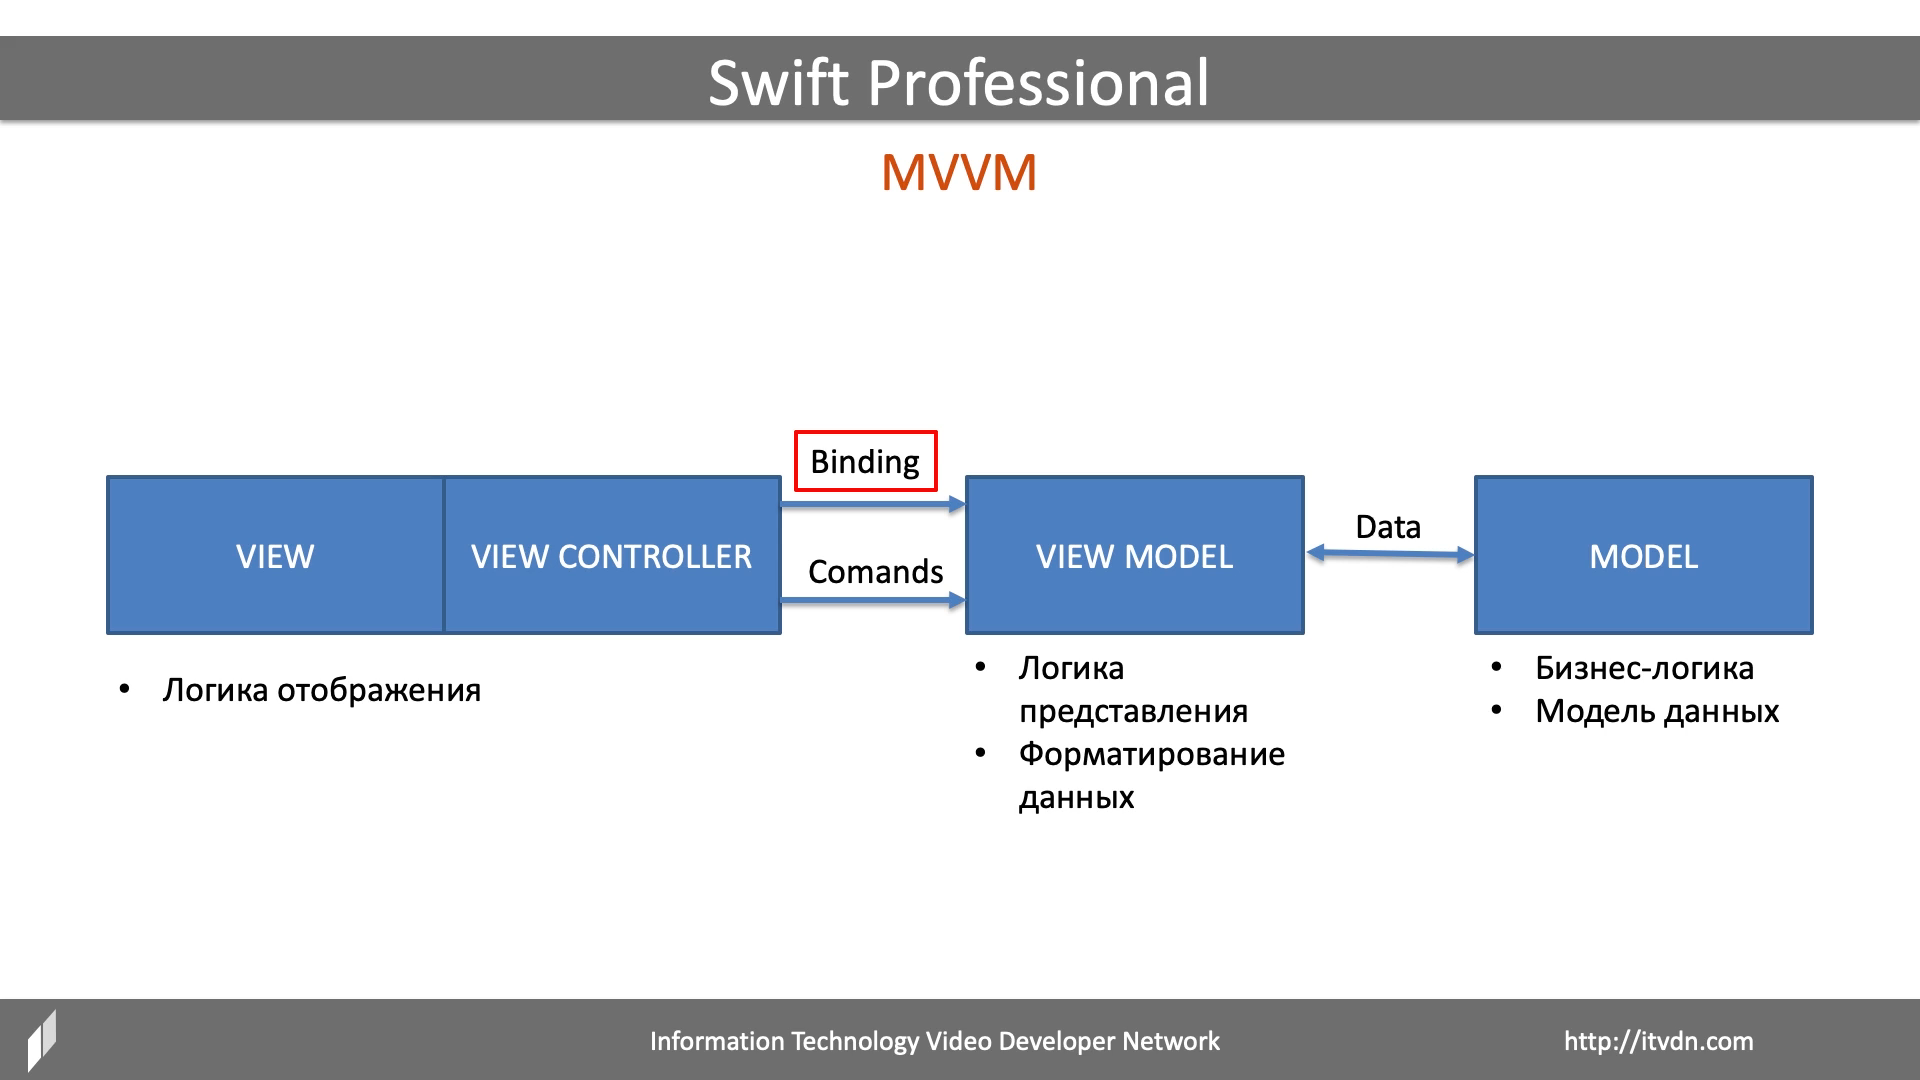 Swift Professional
MVVM
Binding
VIEW
VIEW CONTROLLER
Comands
VIEW MODEL
Data
MODEL
• Логика отображения
• Логика
представления
• Форматирование
данных
• Бизнес-логика
• Модель данных
Information Technology Video Developer Network
http://itvdn.com